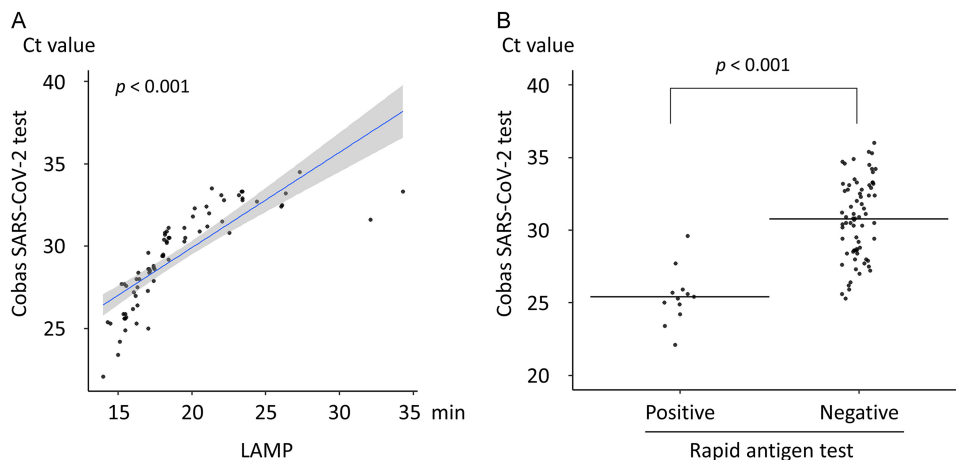 A
Ct value
Cobas SARS-CoV-2 test
p < 0.001
40
35
30
25
15
20
25
30
35
min
LAMP
B
Ct value
Cobas SARS-CoV-2 test
p < 0.001
40
35
30
25
20
Positive
Negative
Rapid antigen test